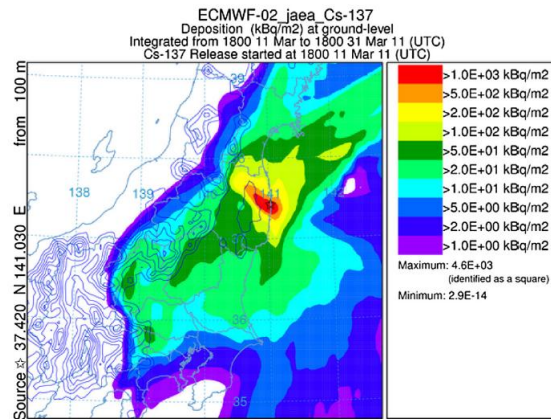 ECMWF-02_jaea_Cs-137
Deposition (kBq/m2) at ground-level
Integrated from 1800 11 Mar to 1800 31 Mar 11 (UTC)
Cs-137 Release started at 1800 11 Mar 11 (UTC)
Source ☆ 37.420 N 141.030 E from 100 m
39
138
139
141
36
35
>1.0E+03 kBq/m2
>5.0E+02 kBq/m2
>2.0E+02 kBq/m2
>1.0E+02 kBq/m2
>5.0E+01 kBq/m2
>2.0E+01 kBq/m2
>1.0E+01 kBq/m2
>5.0E+00 kBq/m2
>2.0E+00 kBq/m2
>1.0E+00 kBq/m2
Maximum: 4.6E+03
(identified as a square)
Minimum: 2.9E-14